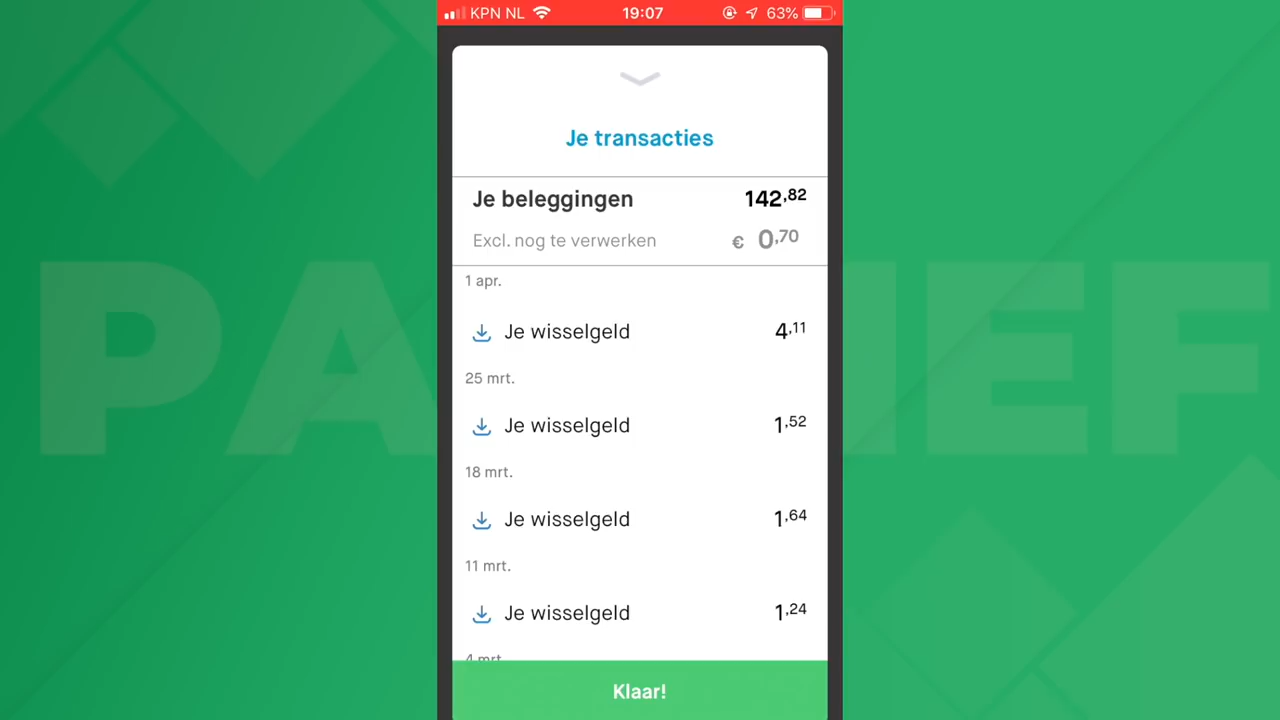 KPN NL 19:07 63%
Je transacties
Je beleggingen 142,82
Excl. nog te verwerken € 0,70
1 apr.
Je wisselgeld 4,11
25 mrt.
Je wisselgeld 1,52
18 mrt.
Je wisselgeld 1,64
11 mrt.
Je wisselgeld 1,24
4 mrt.
Klaar!